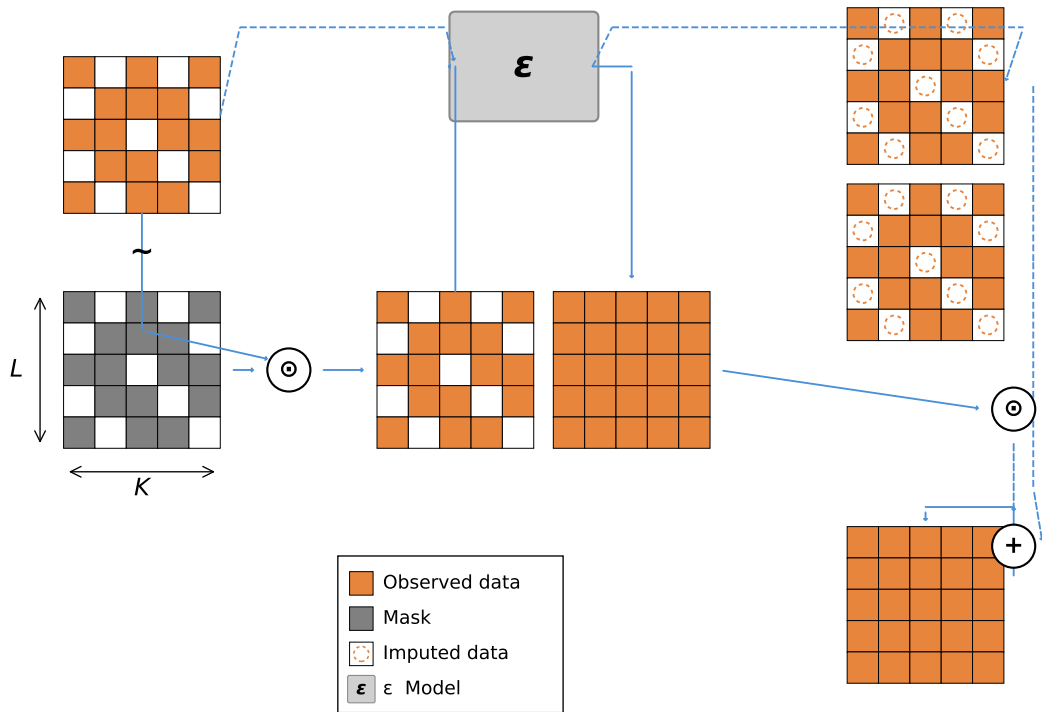 ε
~
L
K
+
Observed data
Mask
Imputed data
ε ε Model